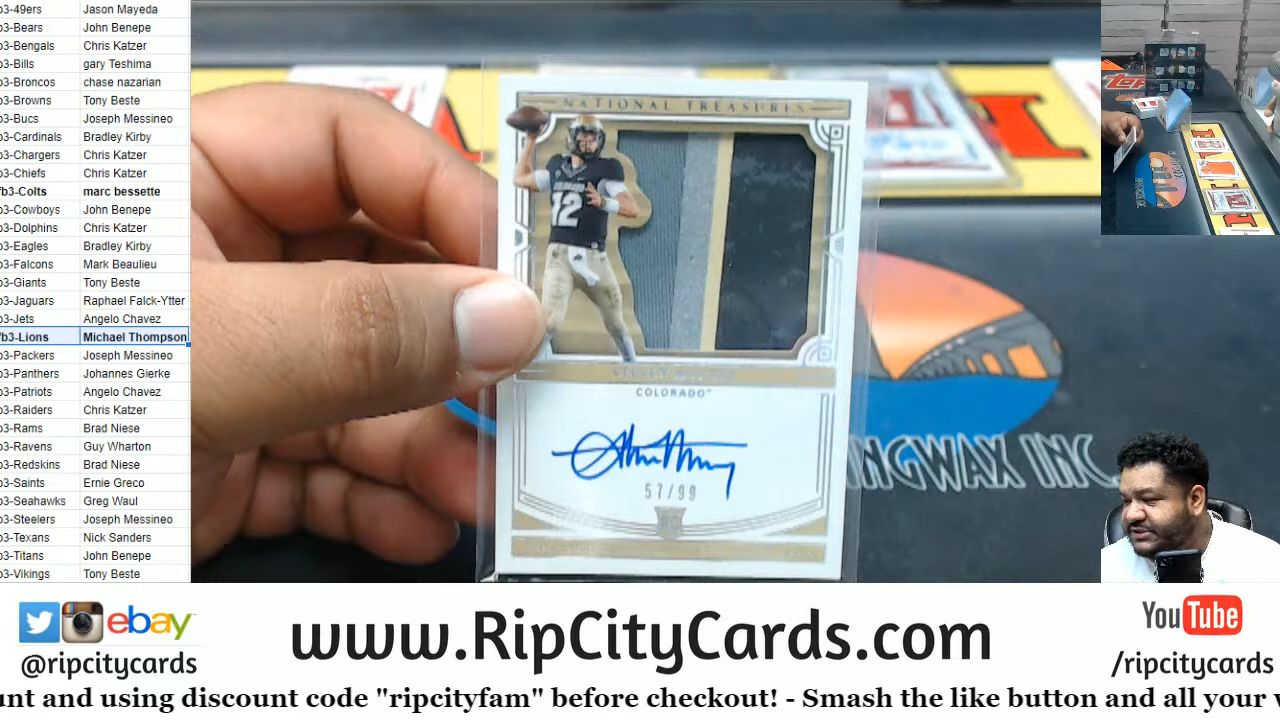 b3-49ers Jason Mayeda
b3-Bears John Benepe
b3-Bengals Chris Katzer
b3-Bills gary Teshima
b3-Broncos chase nazarian
b3-Browns Tony Beste
b3-Bucs Joseph Messineo
b3-Cardinals Bradley Kirby
b3-Chargers Chris Katzer
b3-Chiefs Chris Katzer
fb3-Colts marc bessette
b3-Cowboys John Benepe
b3-Dolphins Chris Katzer
b3-Eagles Bradley Kirby
b3-Falcons Mark Beaulieu
b3-Giants Tony Beste
b3-Jaguars Raphael Falck-Ytter
b3-Jets Angelo Chavez
fb3-Lions Michael Thompson
b3-Packers Joseph Messineo
b3-Panthers Johannes Gierke
b3-Patriots Angelo Chavez
b3-Raiders Chris Katzer
b3-Rams Brad Niese
b3-Ravens Guy Wharton
b3-Redskins Brad Niese
b3-Saints Ernie Greco
b3-Seahawks Greg Waul
b3-Steelers Joseph Messineo
b3-Texans Nick Sanders
b3-Titans John Benepe
b3-Vikings Tony Beste
NATIONAL TREASURES
12
COLORADO
57/99
RC
NGWAX INC.
ebay
@ripcitycards
www.RipCityCards.com
YouTube
/ripcitycards
unt and using discount code "ripcityfam" before checkout! - Smash the like button and all your w